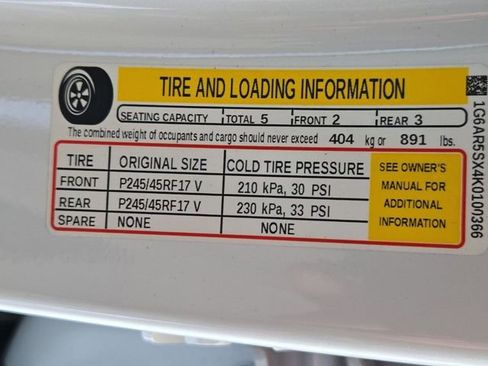 TIRE AND LOADING INFORMATION
SEATING CAPACITY TOTAL 5 FRONT 2 REAR 3
The combined weight of occupants and cargo should never exceed 404 kg or 891 lbs.
TIRE ORIGINAL SIZE COLD TIRE PRESSURE
FRONT P245/45RF17 V 210 kPa, 30 PSI
REAR P245/45RF17 V 230 kPa, 33 PSI
SPARE NONE NONE
SEE OWNER'S
MANUAL FOR
ADDITIONAL
INFORMATION
1G6AR5SX4K0100366